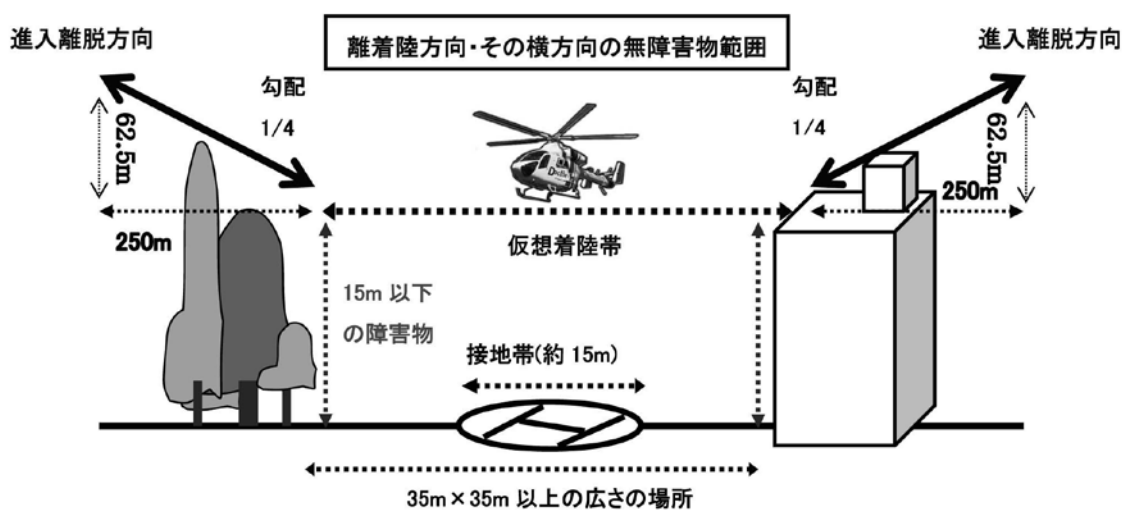 離着陸方向・その横方向の無障害物範囲
進入離脱方向
進入離脱方向
勾配
1/4
勾配
1/4
62.5m
62.5m
250m
250m
仮想着陸帯
15m 以下
の障害物
接地帯(約 15m)
35m×35m 以上の広さの場所